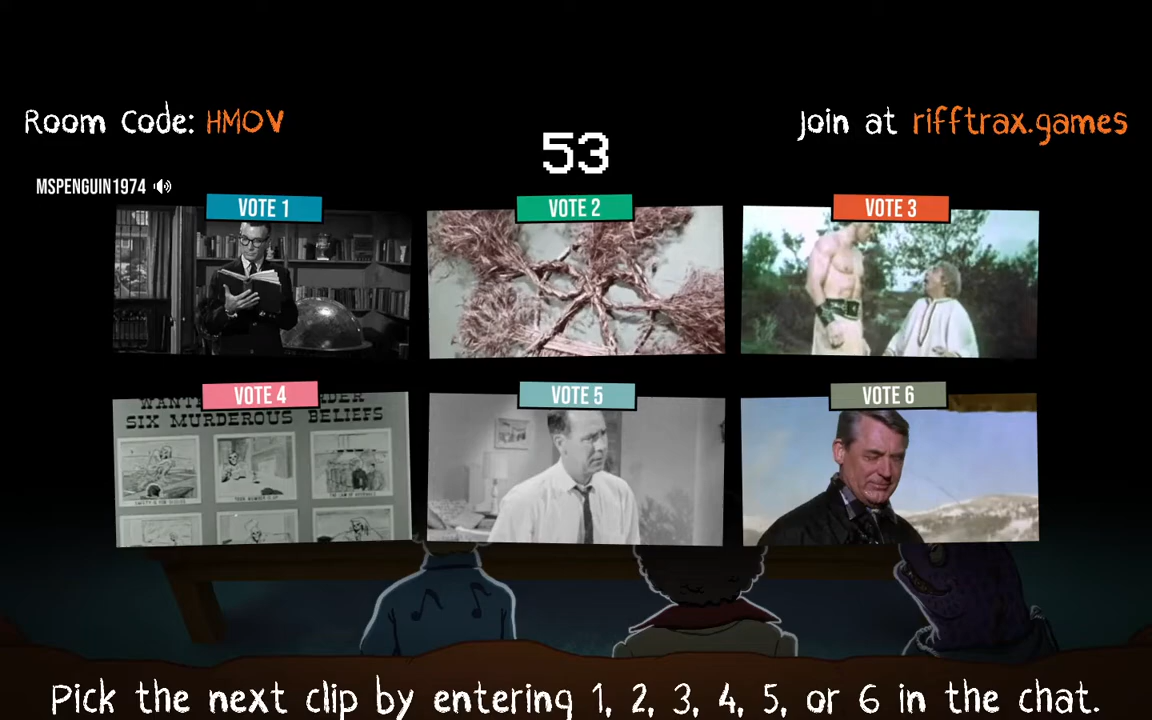 Room Code: HMOV
Join at rifftrax.games
53
MSPENGUIN1974
VOTE 1
VOTE 2
VOTE 3
VOTE 4
SIX MURDEROUS BELIEFS
VOTE 5
VOTE 6
Pick the next clip by entering 1, 2, 3, 4, 5, or 6 in the chat.